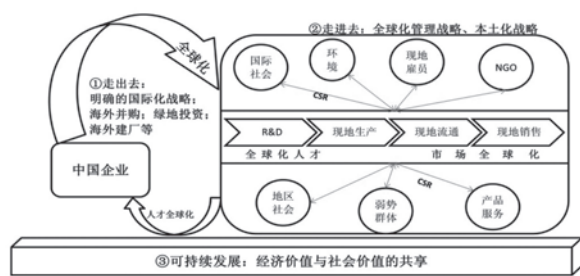 ②走进去：全球化管理战略、本土化战略
全球化
国际
社会
环
境
现地
雇员
NGO
CSR
①走出去：
明确的国际化战略；
海外并购；绿地投资；
海外建厂等
R&D
现地生产
现地流通
现地销售
全球化人才
市场全球化
中国企业
人才全球化
地区
社会
弱势
群体
CSR
产品
服务
③可持续发展：经济价值与社会价值的共享